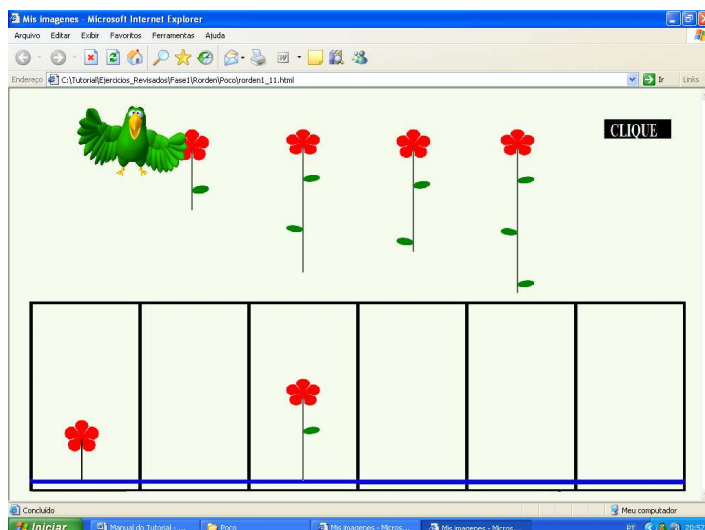 Mis imagenes - Microsoft Internet Explorer
Arquivo Editar Exibir Favoritos Ferramentas Ajuda
Endereço C:\Tutorial\Ejercicios_Revisados\Fase1\Rorden\Poco\rorden1_11.html Ir Links
CLIQUE
Concluído Meu computador
Iniciar Manual do Tutorial - ... Poco Mis imagenes - Micros... Mis imagenes - Micros... PT 20:57